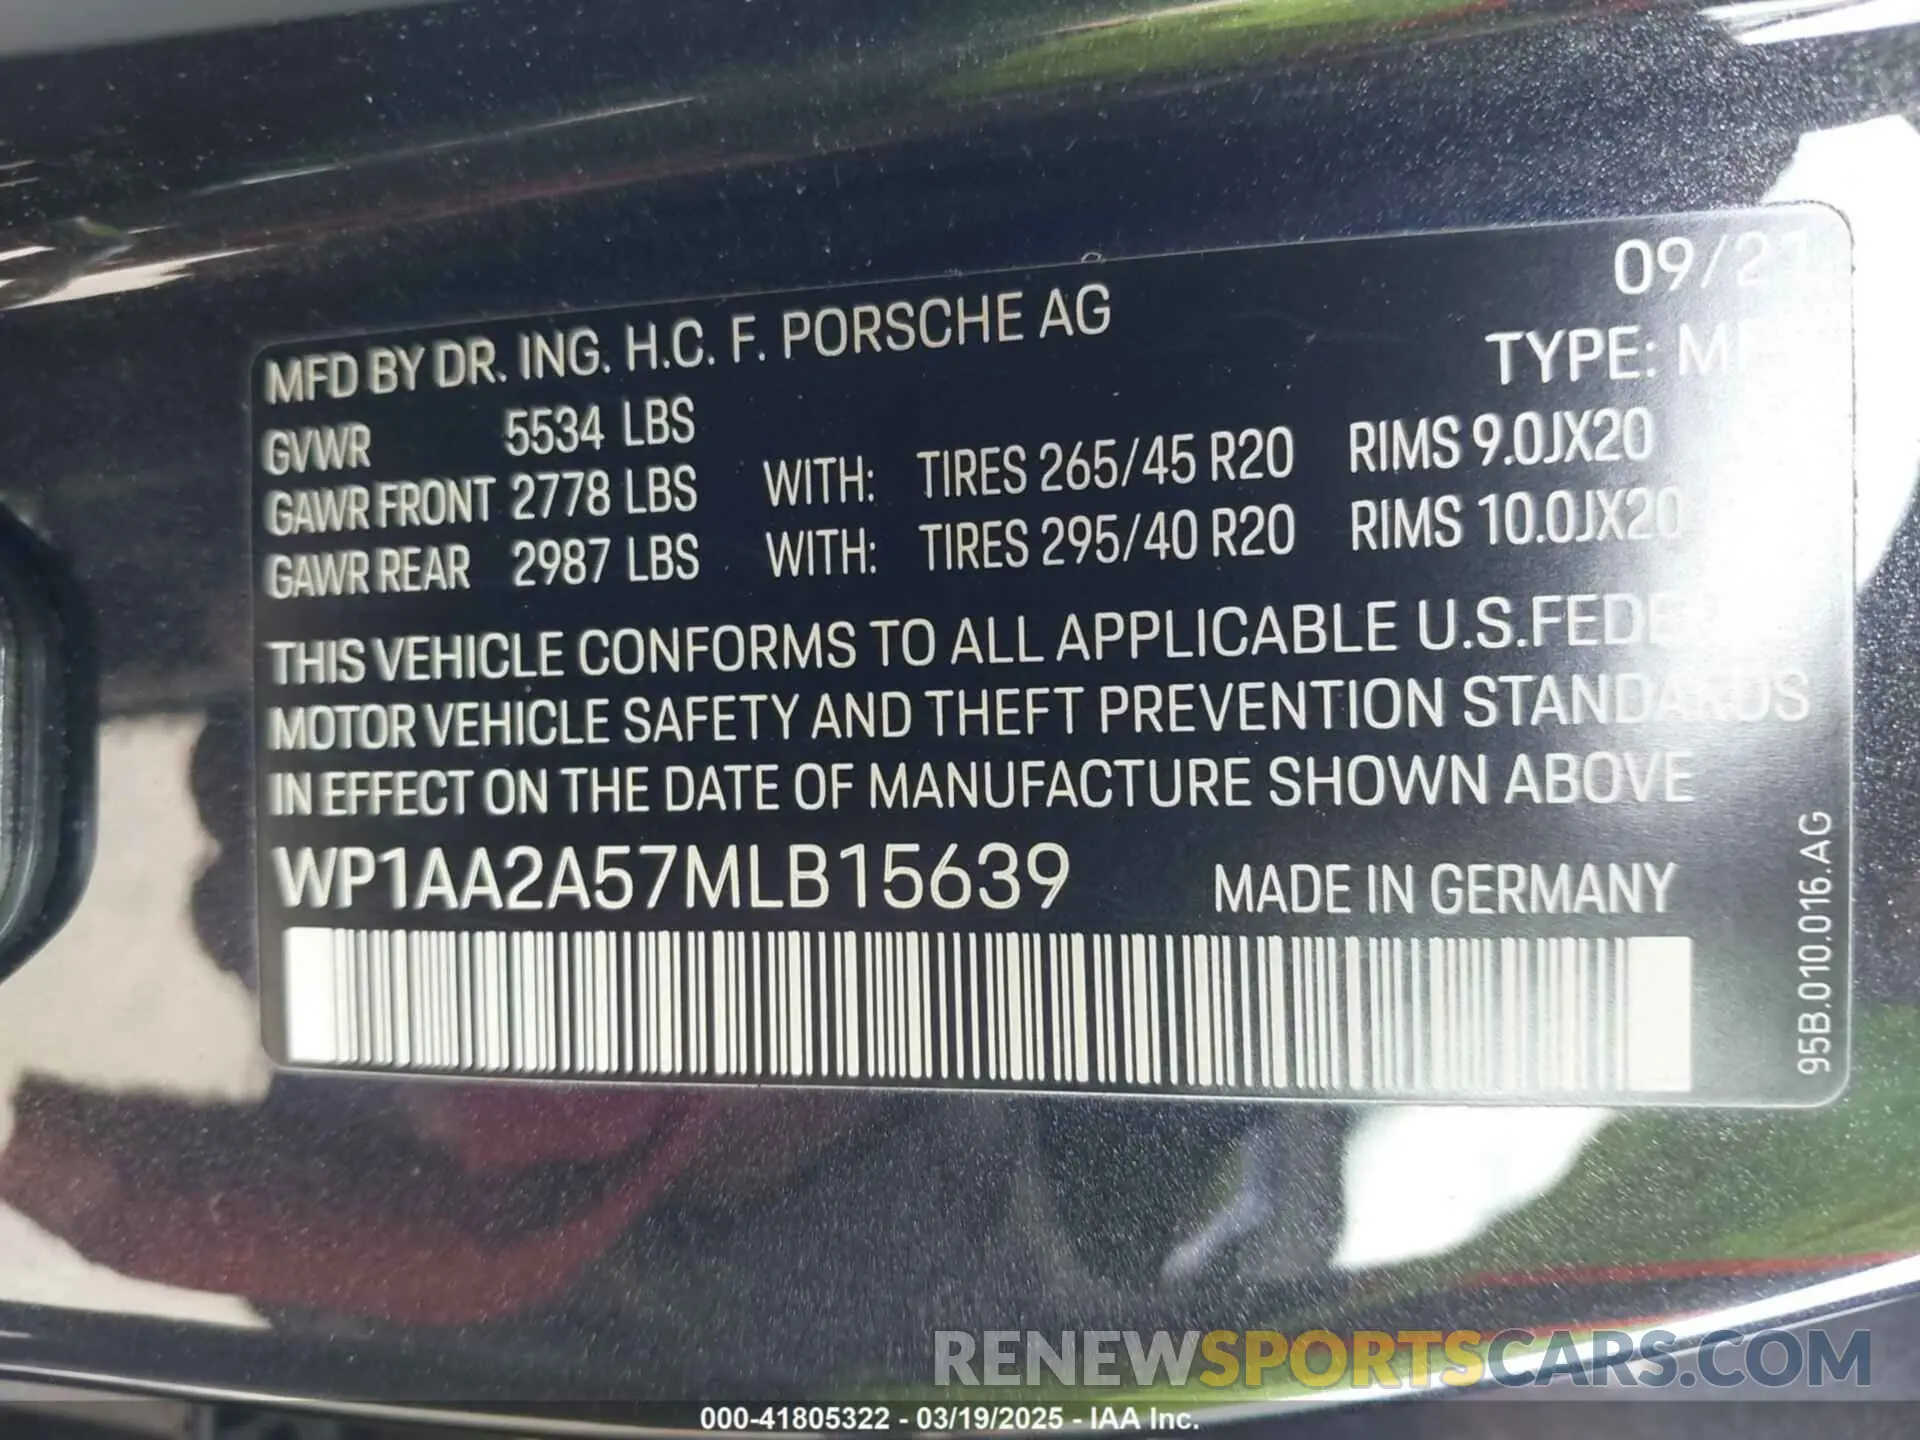 09/21
MFD BY DR. ING. H.C. F. PORSCHE AG
TYPE:
GVWR 5534 LBS
GAWR FRONT 2778 LBS WITH: TIRES 265/45 R20 RIMS 9.0JX20
GAWR REAR 2987 LBS WITH: TIRES 295/40 R20 RIMS 10.0JX20
THIS VEHICLE CONFORMS TO ALL APPLICABLE U.S.FEDERAL
MOTOR VEHICLE SAFETY AND THEFT PREVENTION STANDARDS
IN EFFECT ON THE DATE OF MANUFACTURE SHOWN ABOVE
WP1AA2A57MLB15639 MADE IN GERMANY
95B.010.016.AG
RENEWSPORTSCARS.COM
000-41805322 - 03/19/2025 - IAA Inc.